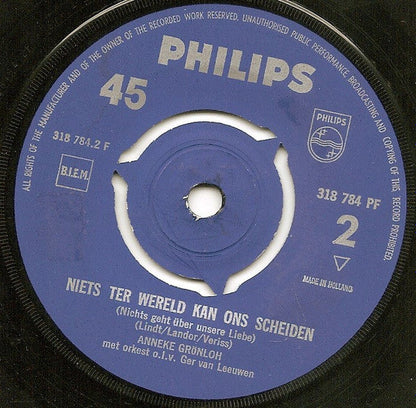 ALL RIGHTS OF THE MANUFACTURER AND OF THE OWNER OF THE RECORDED WORK RESERVED. UNAUTHORISED PUBLIC PERFORMANCE, BROADCASTING AND COPYING OF THIS RECORD PROHIBITED.
PHILIPS
45
PHILIPS
318 784.2 F
B.I.E.M.
318 784 PF
2
MADE IN HOLLAND
NIETS TER WERELD KAN ONS SCHEIDEN
(Nichts geht über unsere Liebe)
(Lindt/Landor/Veriss)
ANNEKE GRÖNLOH
met orkest o.l.v. Ger van Leeuwen